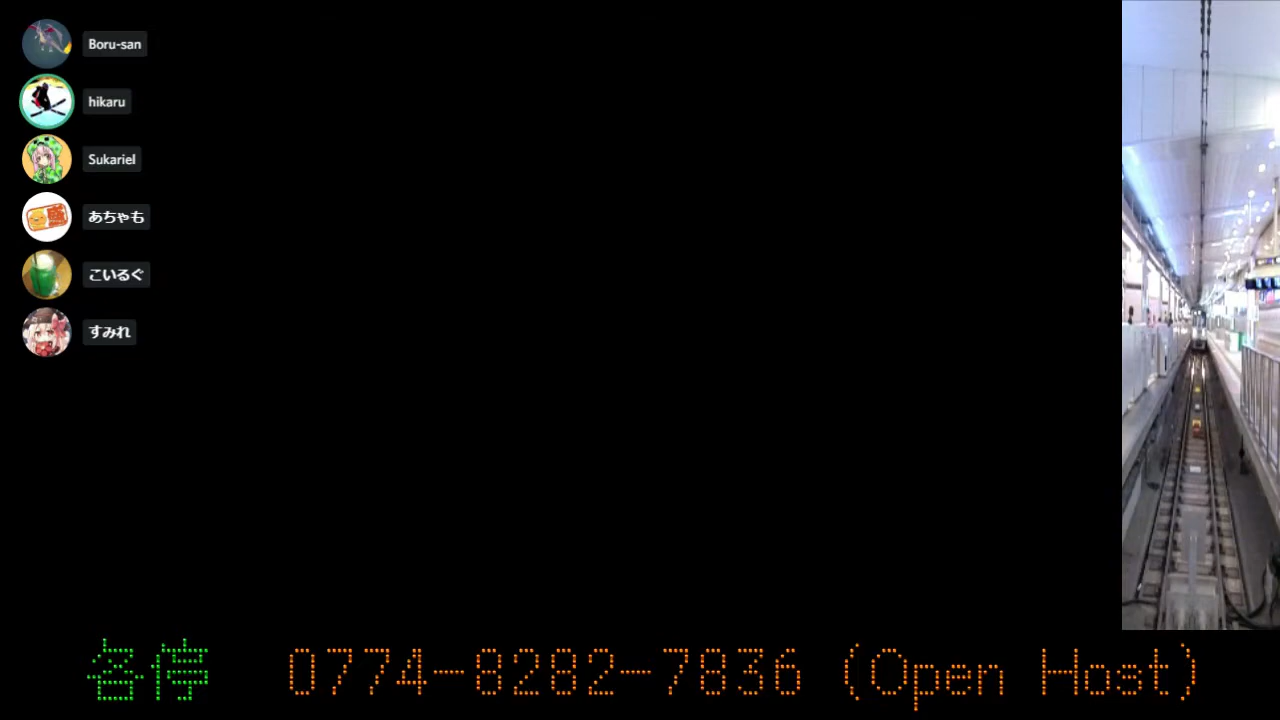 Boru-san
hikaru
Sukariel
あちゃも
こいるぐ
すみれ
各停 0774-8282-7836 (Open Host)